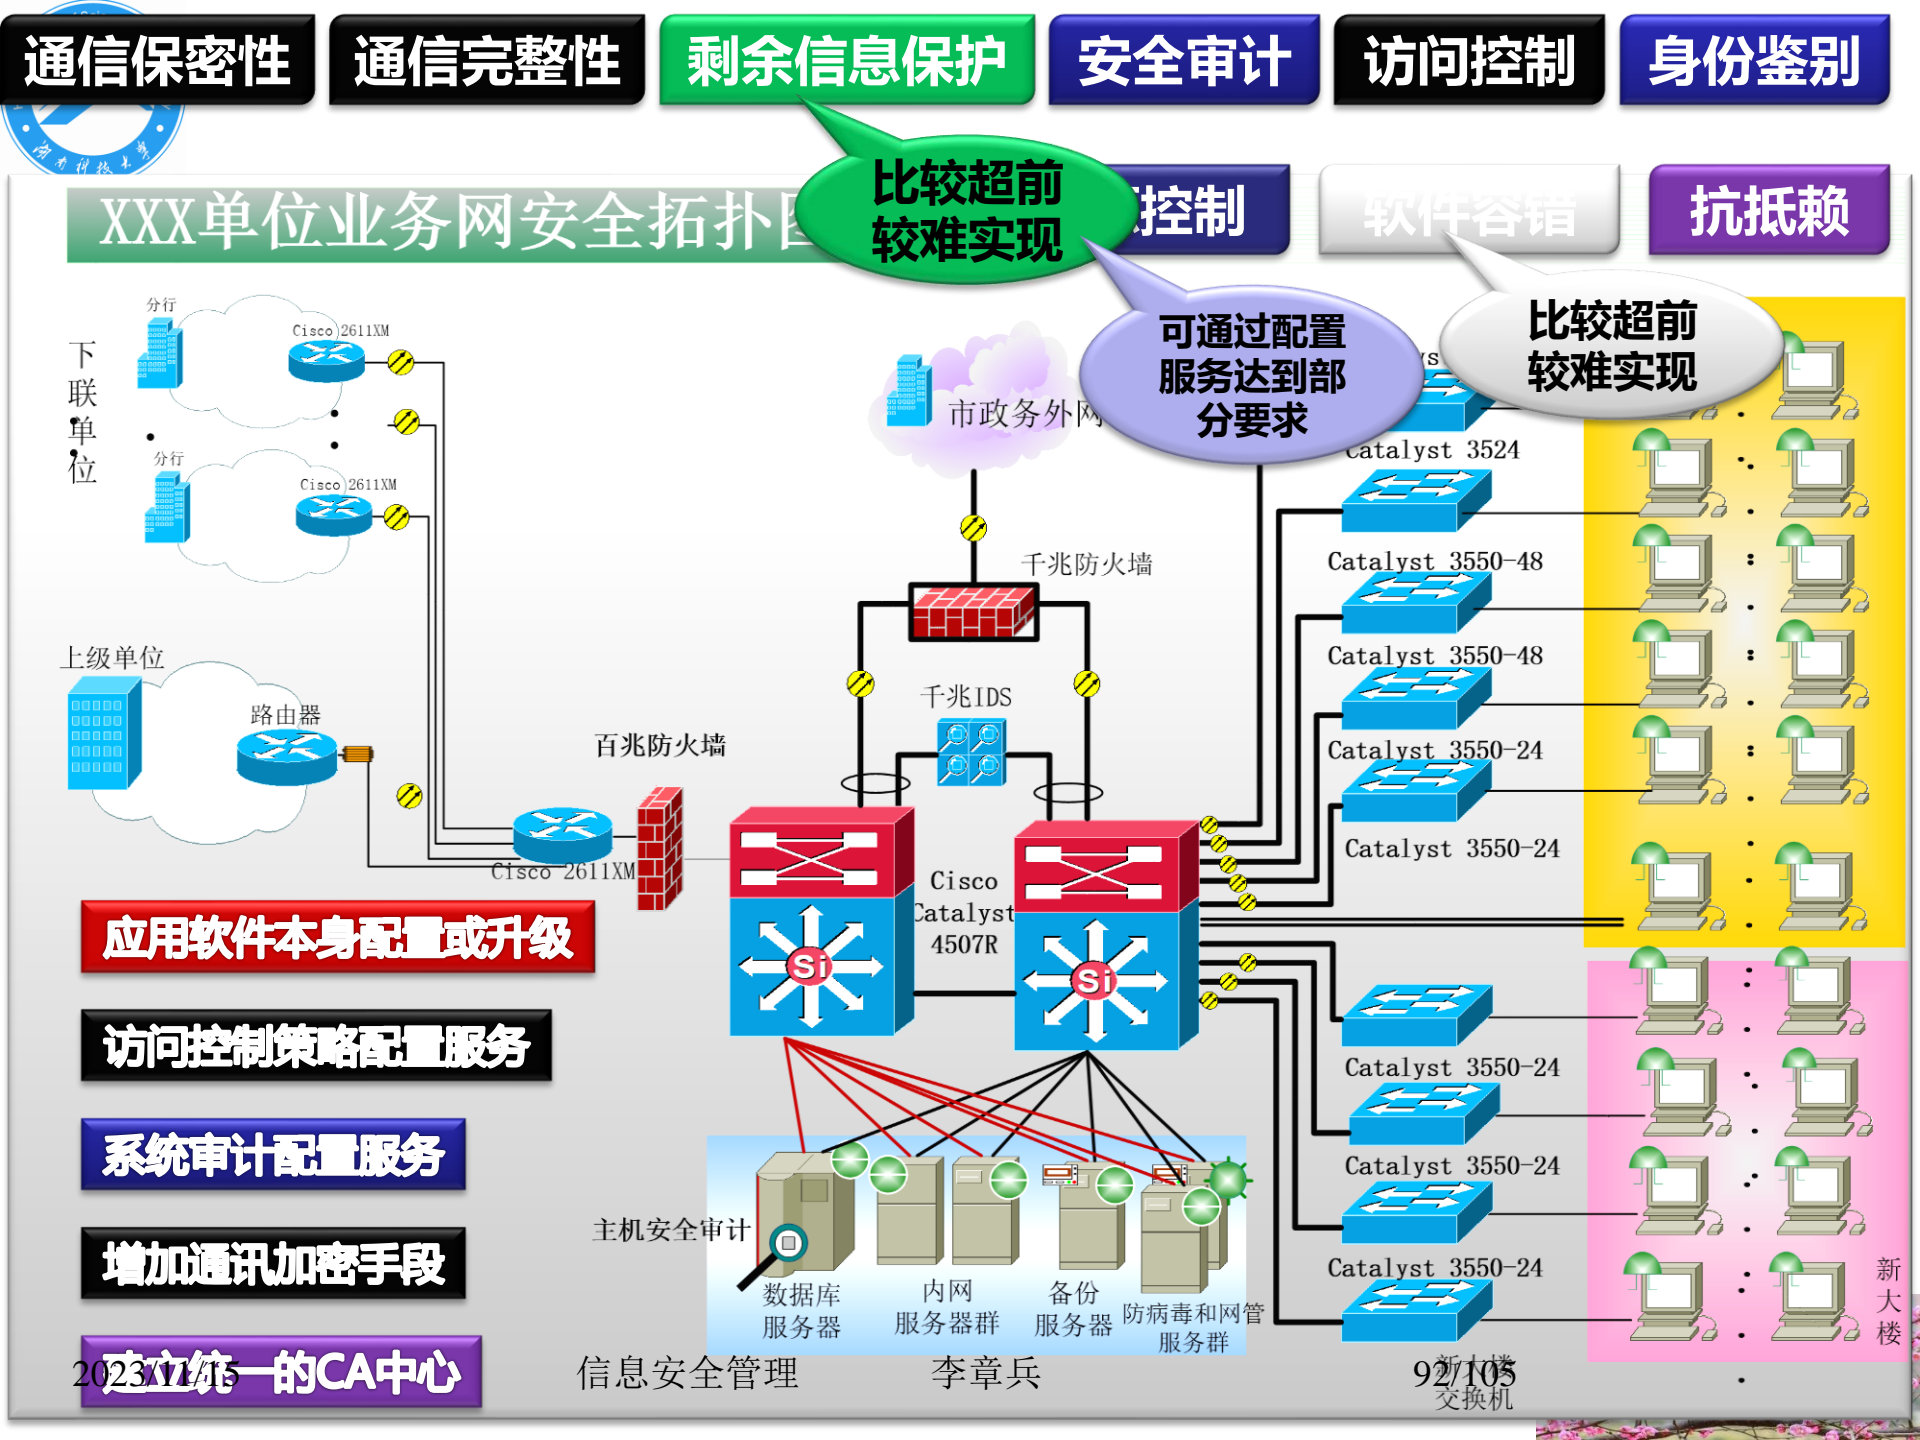 通信保密性
通信完整性
剩余信息保护
安全审计
访问控制
身份鉴别
比较超前
较难实现
控制
软件容错
抗抵赖
XXX单位业务网安全拓扑图
可通过配置
服务达到部
分要求
比较超前
较难实现
下联单位
分行
Cisco 2611XM
分行
Cisco 2611XM
市政务外网
Catalyst 3524
千兆防火墙
Catalyst 3550-48
Catalyst 3550-48
上级单位
路由器
千兆IDS
百兆防火墙
Catalyst 3550-24
Catalyst 3550-24
Cisco 2611XM
Cisco
Catalyst
4507R
Si
Si
应用软件本身配置或升级
访问控制策略配置服务
系统审计配置服务
增加通讯加密手段
建立统一的CA中心
Catalyst 3550-24
Catalyst 3550-24
Catalyst 3550-24
主机安全审计
数据库
服务器
内网
服务器群
备份
服务器
防病毒和网管
服务群
新大楼
新大楼
交换机
2023/11/15
信息安全管理
李章兵
92/105